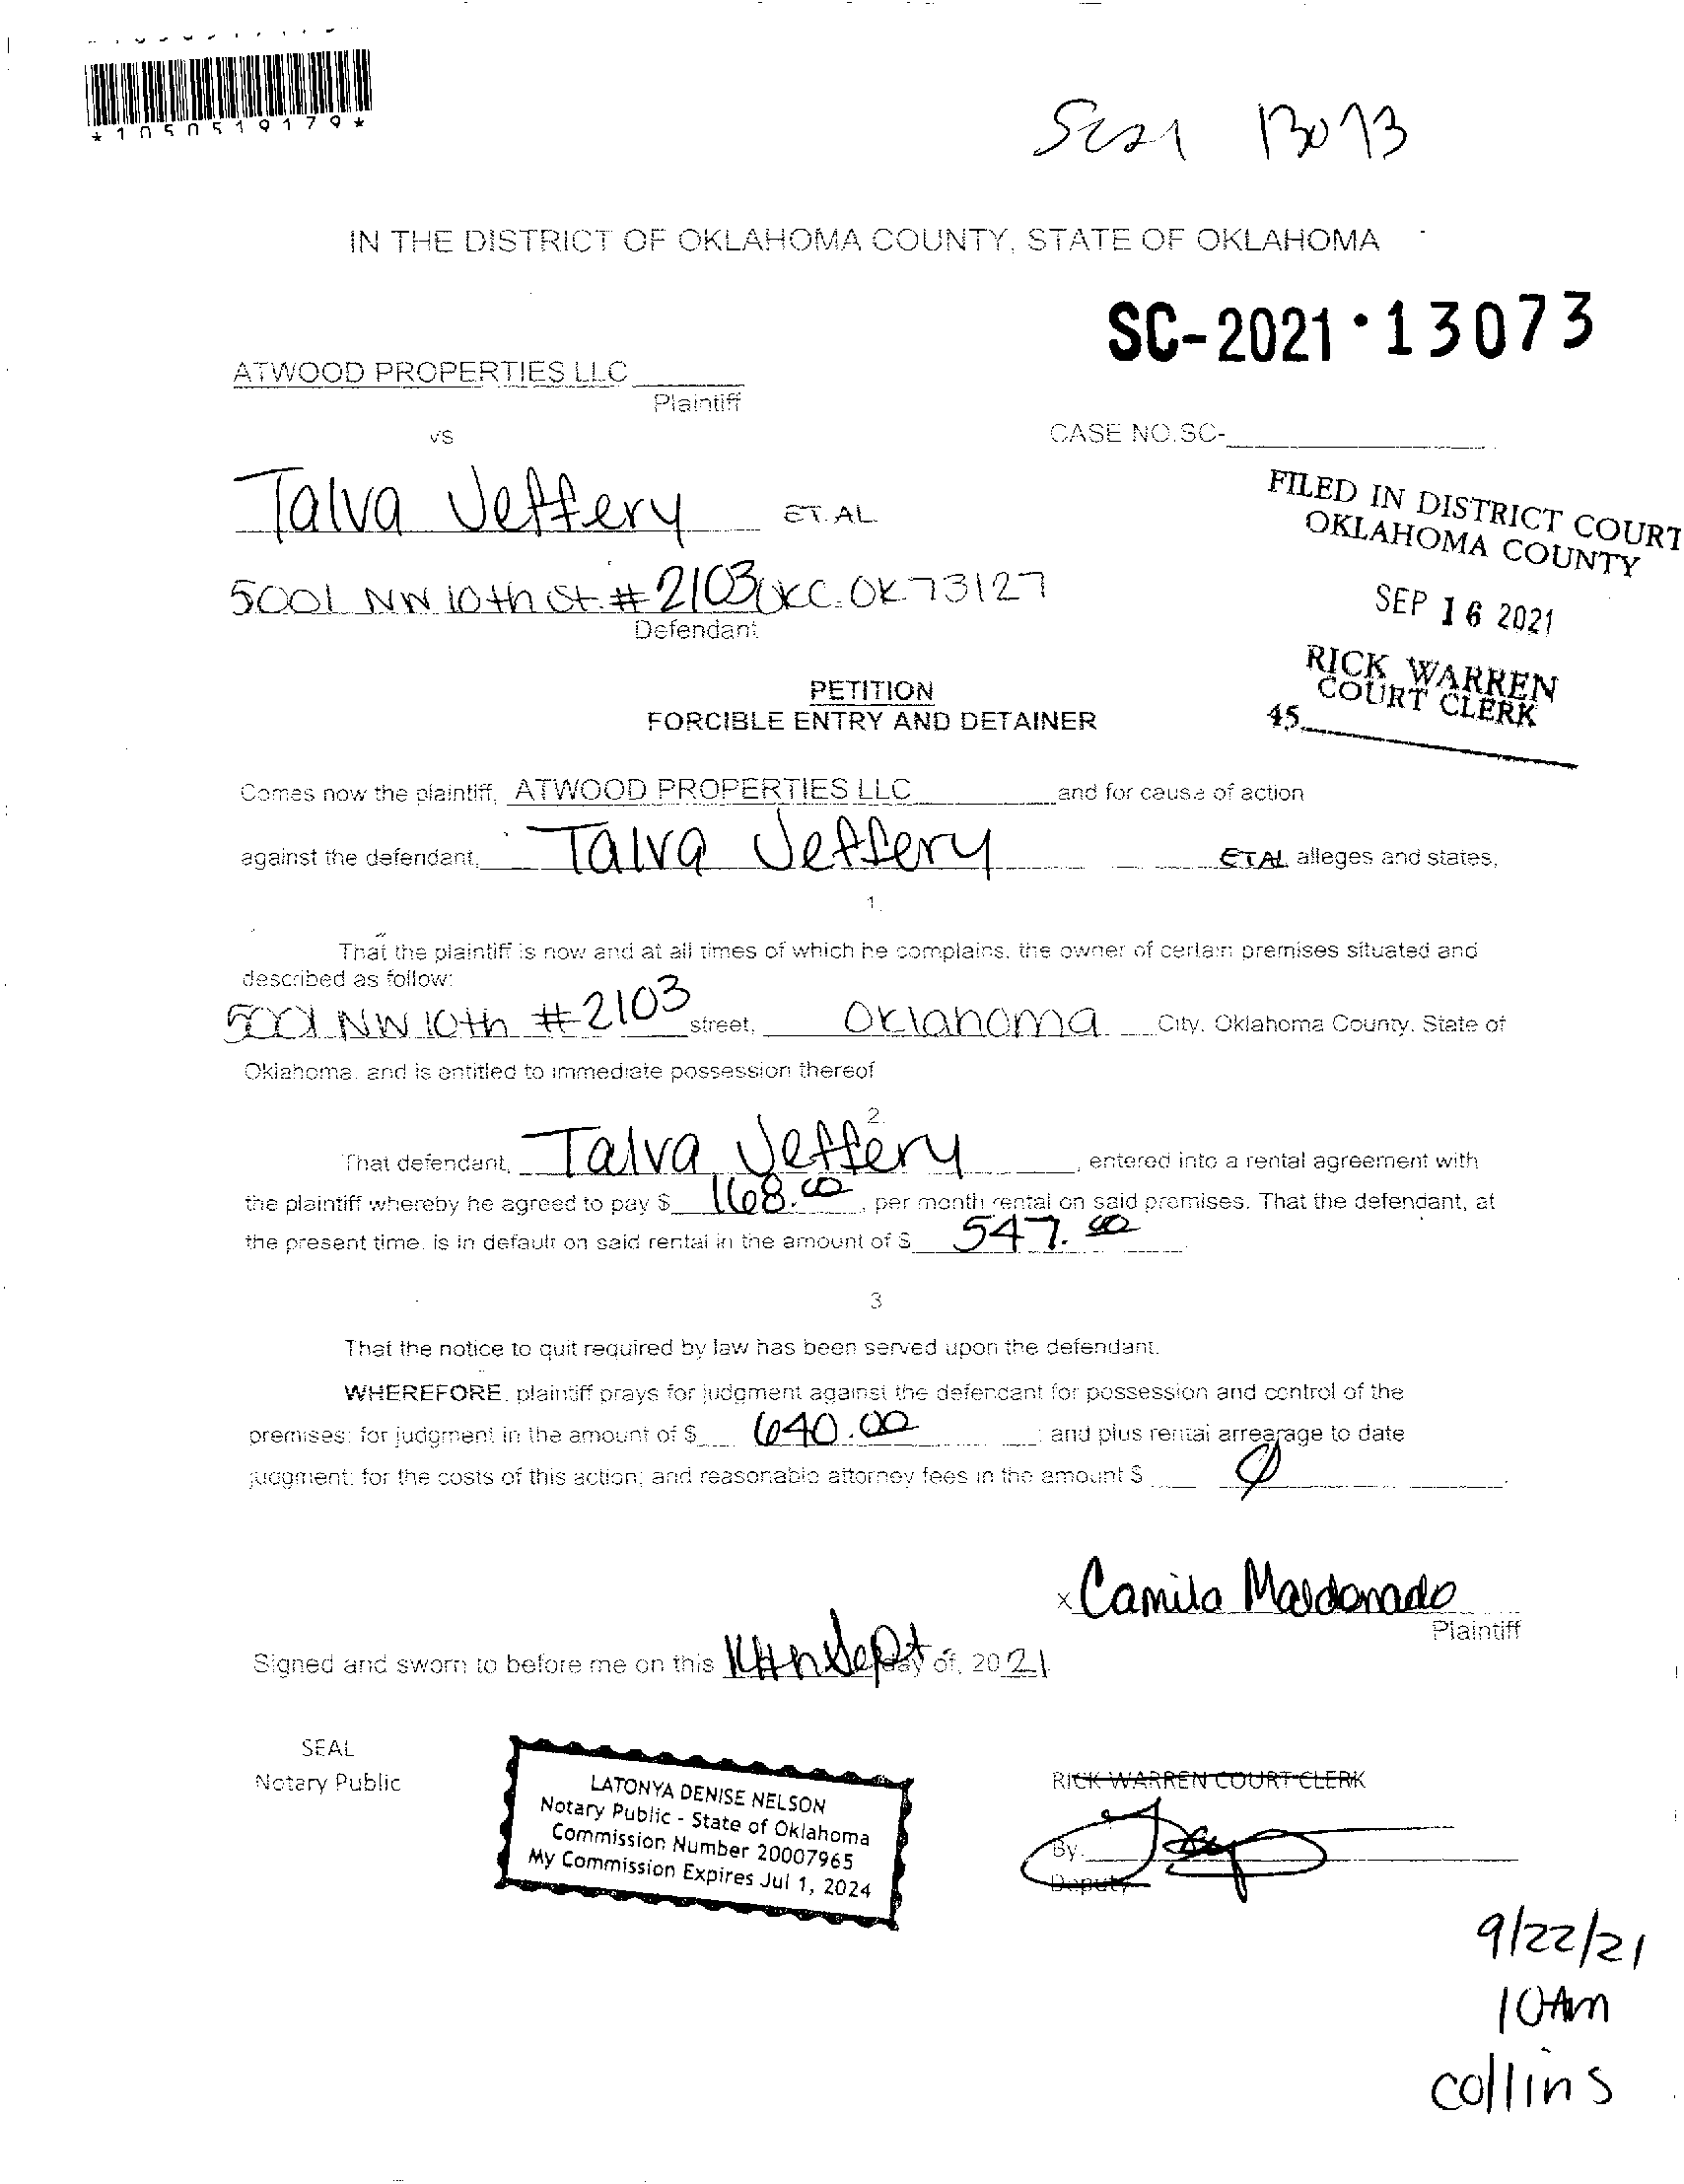 *1050519179*
SC21 13073
IN THE DISTRICT OF OKLAHOMA COUNTY, STATE OF OKLAHOMA
SC-2021·13073
ATWOOD PROPERTIES LLC
Plaintiff
vs
CASE NO.SC-
Talva Jeffery ET.AL
FILED IN DISTRICT COURT
OKLAHOMA COUNTY
5001 NW 10th St. #2103 OKC. OK 73127
Defendant
SEP 16 2021
RICK WARREN
COURT CLERK
45
PETITION
FORCIBLE ENTRY AND DETAINER
Comes now the plaintiff, ATWOOD PROPERTIES LLC and for cause of action
against the defendant, Talva Jeffery ETAL alleges and states,
1.
That the plaintiff is now and at all times of which he complains, the owner of certain premises situated and
described as follow:
5001 NW 10th #2103 street, Oklahoma City, Oklahoma County, State of
Oklahoma, and is entitled to immediate possession thereof
2.
That defendant, Talva Jeffery, entered into a rental agreement with
the plaintiff whereby he agreed to pay $ 168.00, per month rental on said premises. That the defendant, at
the present time, is in default on said rental in the amount of $ 547.00
3
That the notice to quit required by law has been served upon the defendant.
WHEREFORE, plaintiff prays for judgment against the defendant for possession and control of the
premises; for judgment in the amount of $ 640.00; and plus rental arrearage to date
judgment; for the costs of this action; and reasonable attorney fees in the amount $
x Camila Maldonado
Plaintiff
Signed and sworn to before me on this Sept day of, 2021
SEAL
Notary Public
LATONYA DENISE NELSON
Notary Public - State of Oklahoma
Commission Number 20007965
My Commission Expires Jul 1, 2024
RICK WARREN COURT CLERK
By
Deputy
9/22/21
10Am
collins